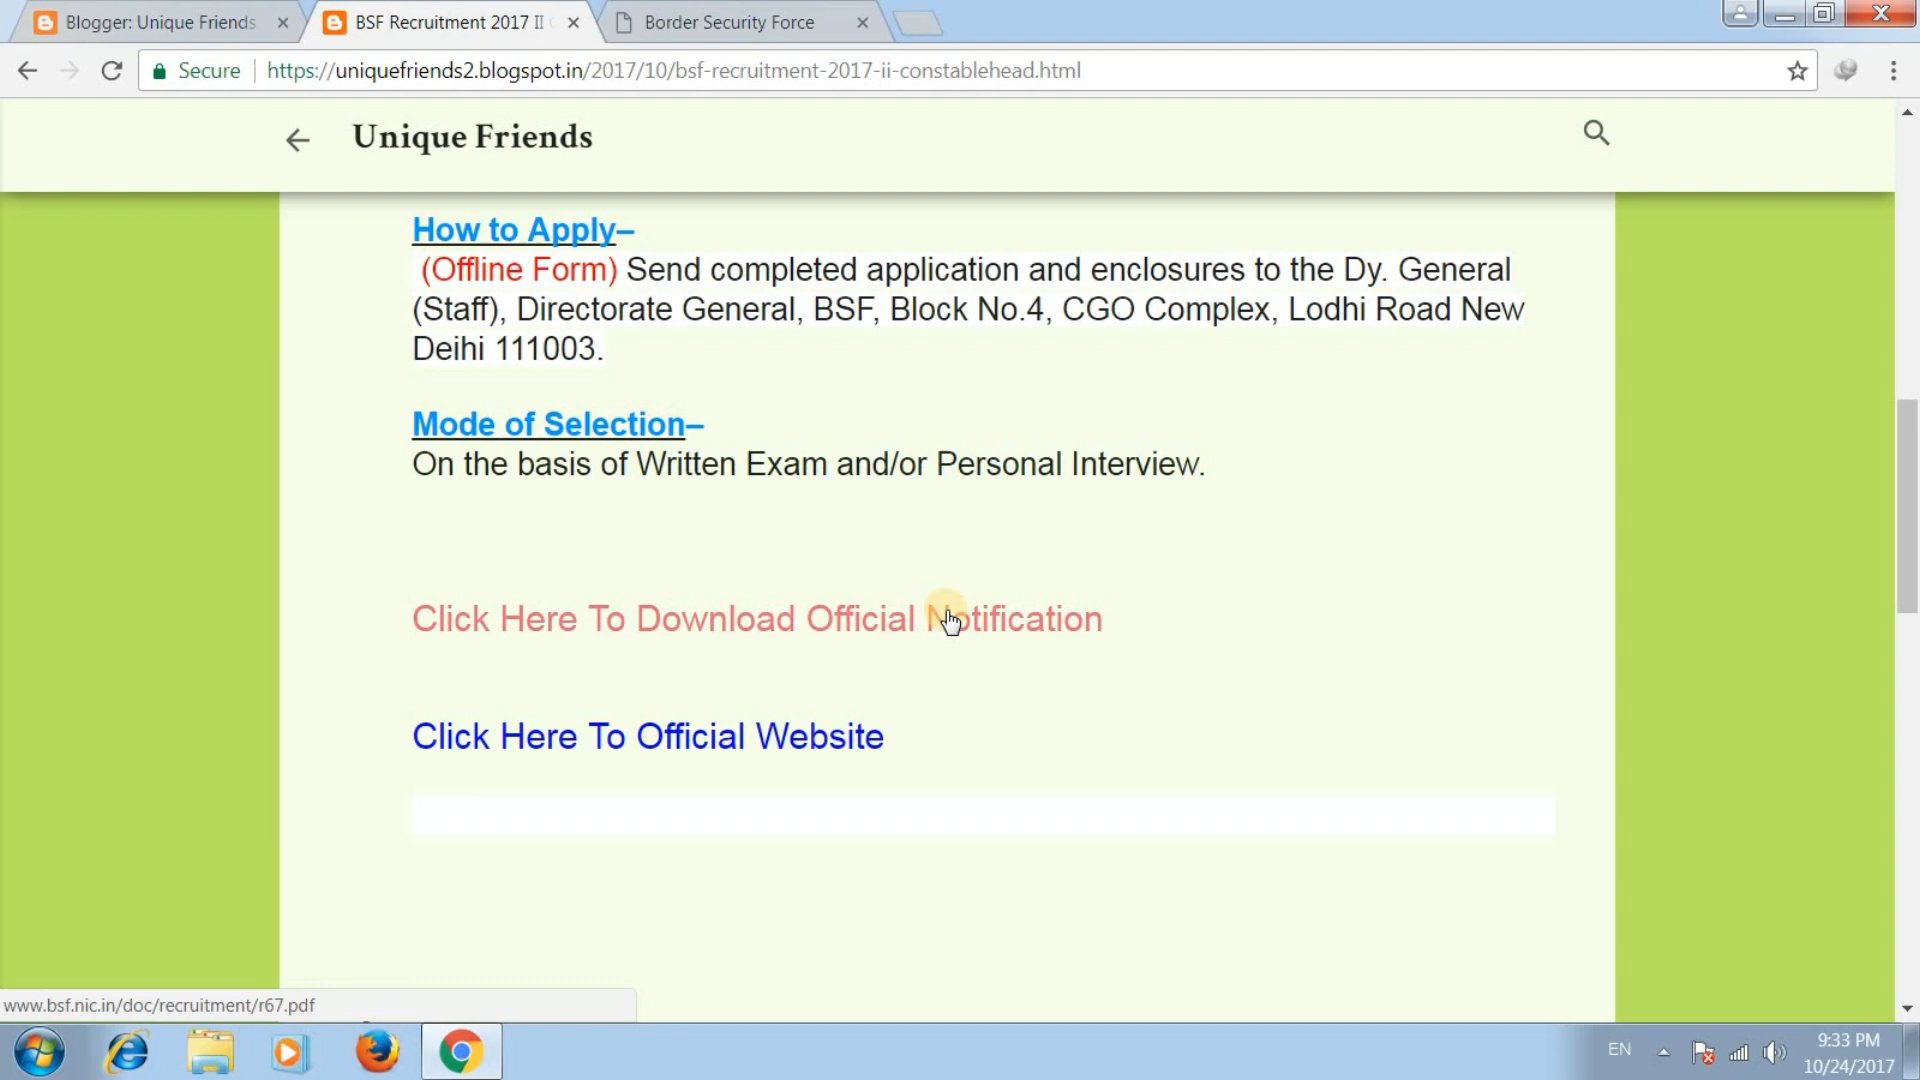 Blogger: Unique Friends
BSF Recruitment 2017 II
Border Security Force
Secure
https://uniquefriends2.blogspot.in/2017/10/bsf-recruitment-2017-ii-constablehead.html
Unique Friends
How to Apply–
(Offline Form) Send completed application and enclosures to the Dy. General
(Staff), Directorate General, BSF, Block No.4, CGO Complex, Lodhi Road New
Deihi 111003.
Mode of Selection–
On the basis of Written Exam and/or Personal Interview.
Click Here To Download Official Notification
Click Here To Official Website
www.bsf.nic.in/doc/recruitment/r67.pdf
EN
9:33 PM
10/24/2017